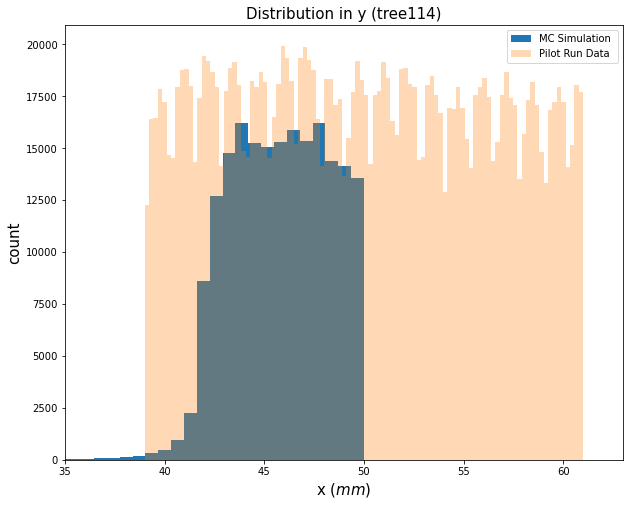 Distribution in y (tree114)
MC Simulation
Pilot Run Data
count
20000
17500
15000
12500
10000
7500
5000
2500
0
35 40 45 50 55 60
x (mm)